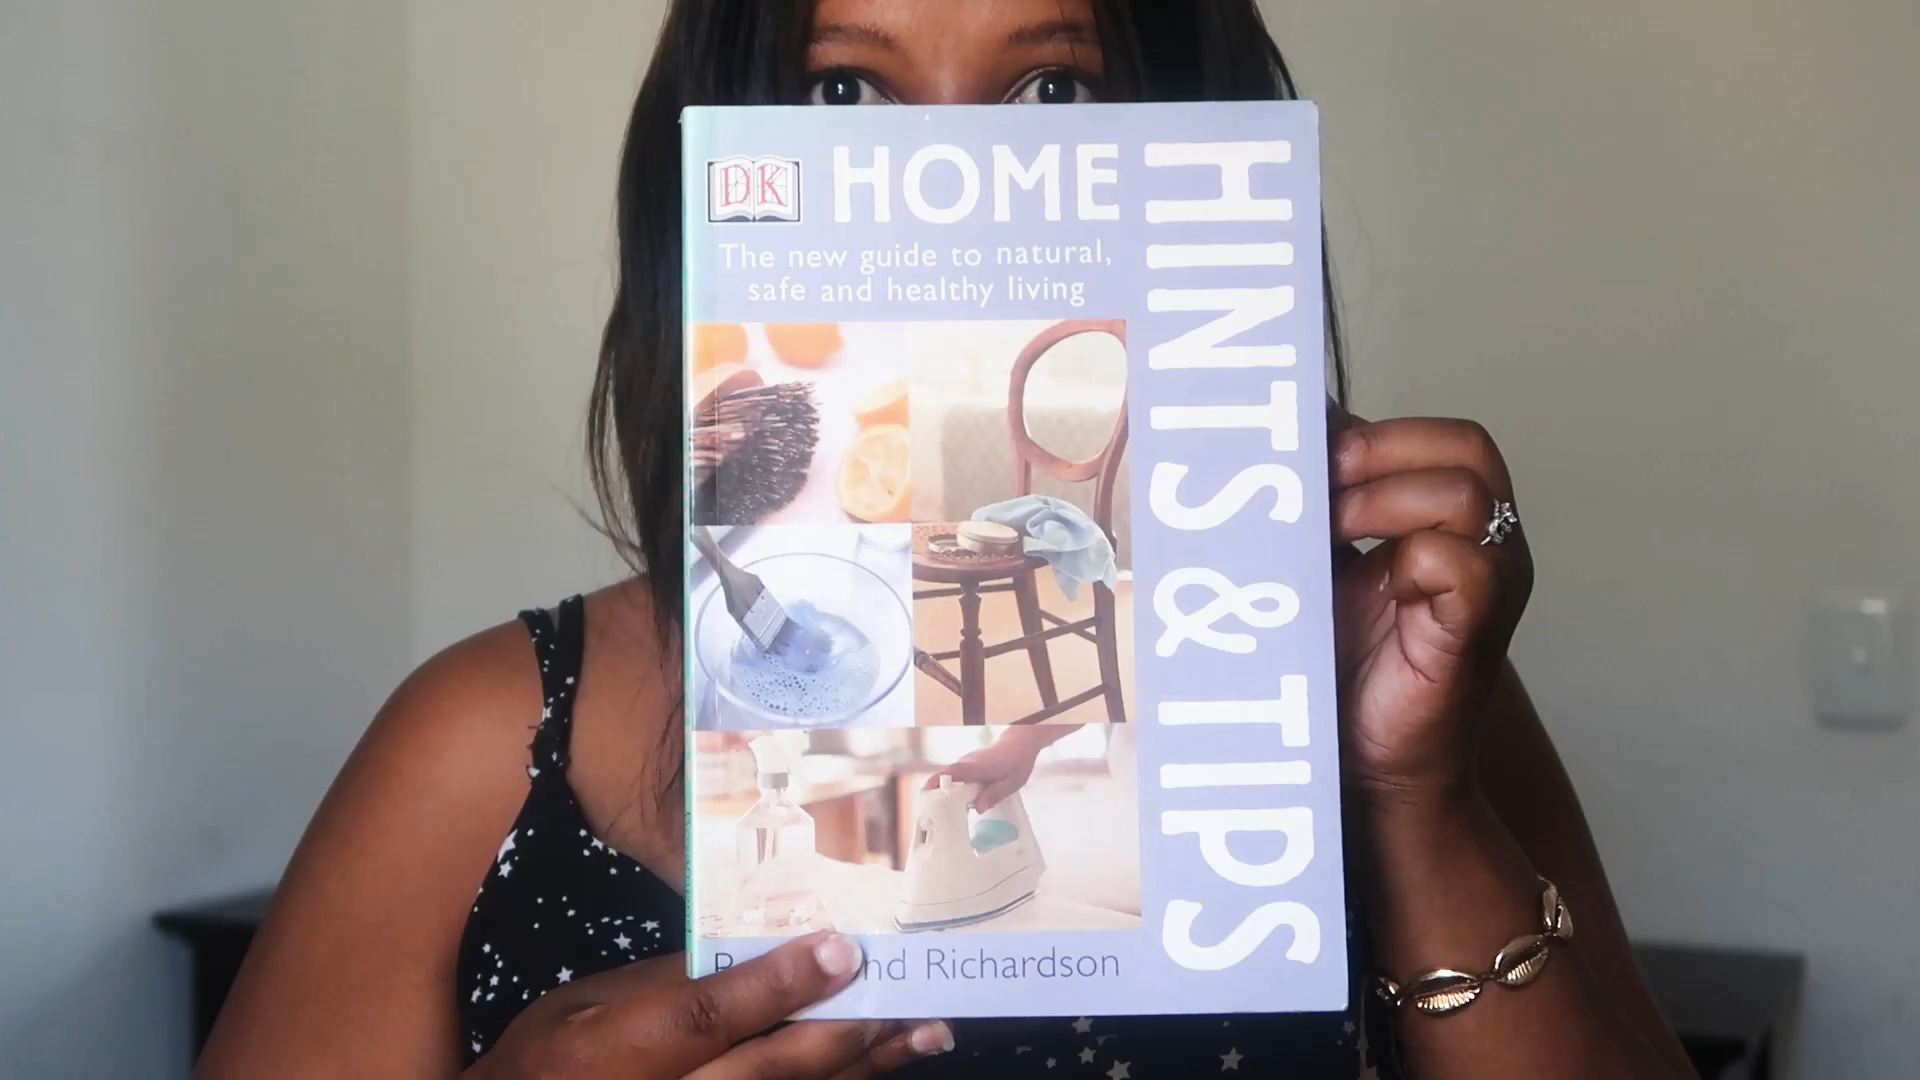 DK
HOME
HINTS & TIPS
The new guide to natural,
safe and healthy living
Richardson